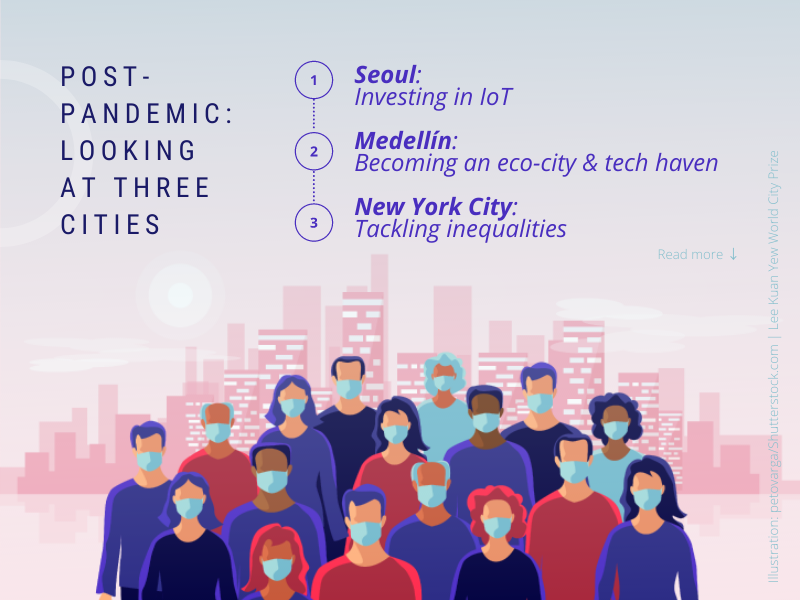 POST-
PANDEMIC:
LOOKING
AT THREE
CITIES
1
Seoul:
Investing in IoT
2
Medellín:
Becoming an eco-city & tech haven
3
New York City:
Tackling inequalities
Read more ↓
Illustration: petovarga/Shutterstock.com | Lee Kuan Yew World City Prize